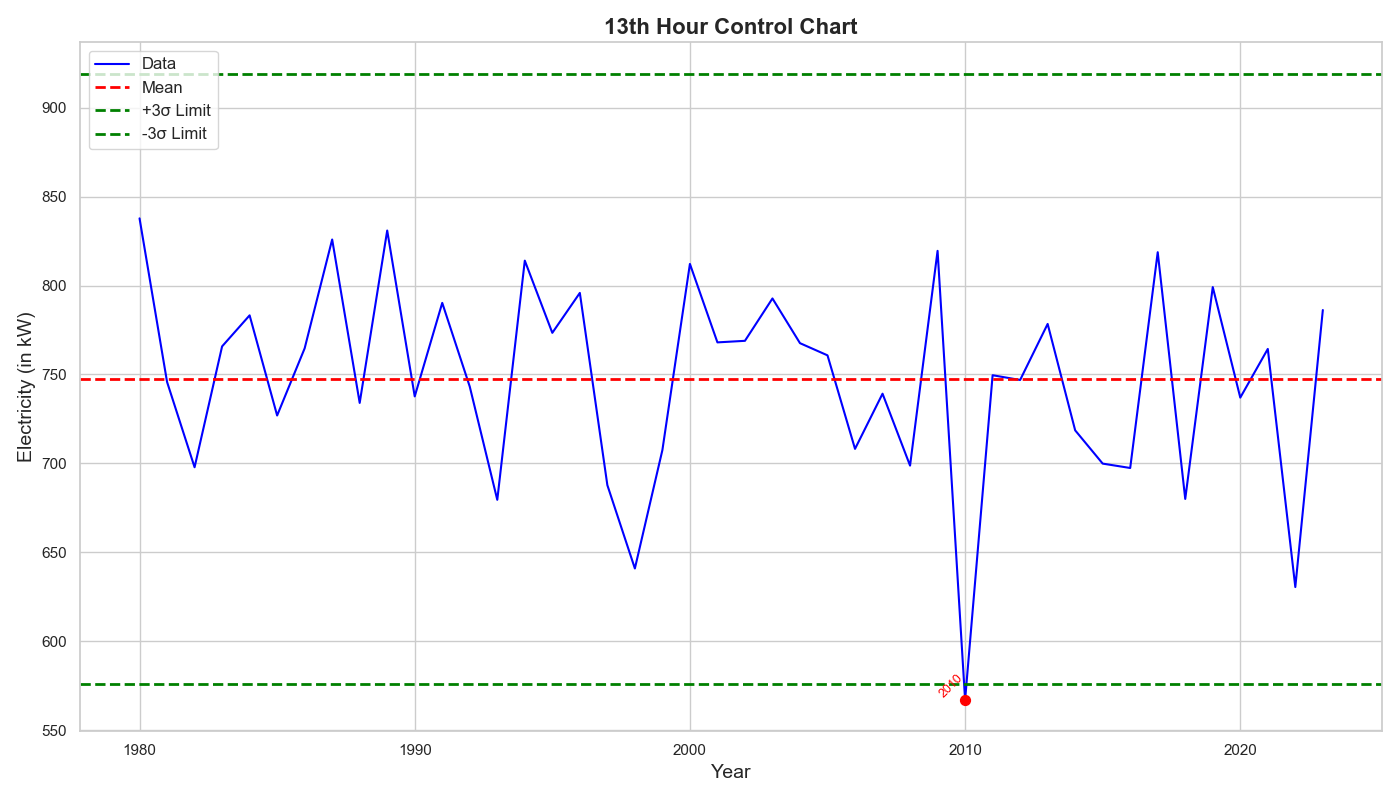 13th Hour Control Chart
Data
Mean
+3σ Limit
-3σ Limit
Electricity (in kW)
900
850
800
750
700
650
600
550
2010
1980
1990
2000
2010
2020
Year